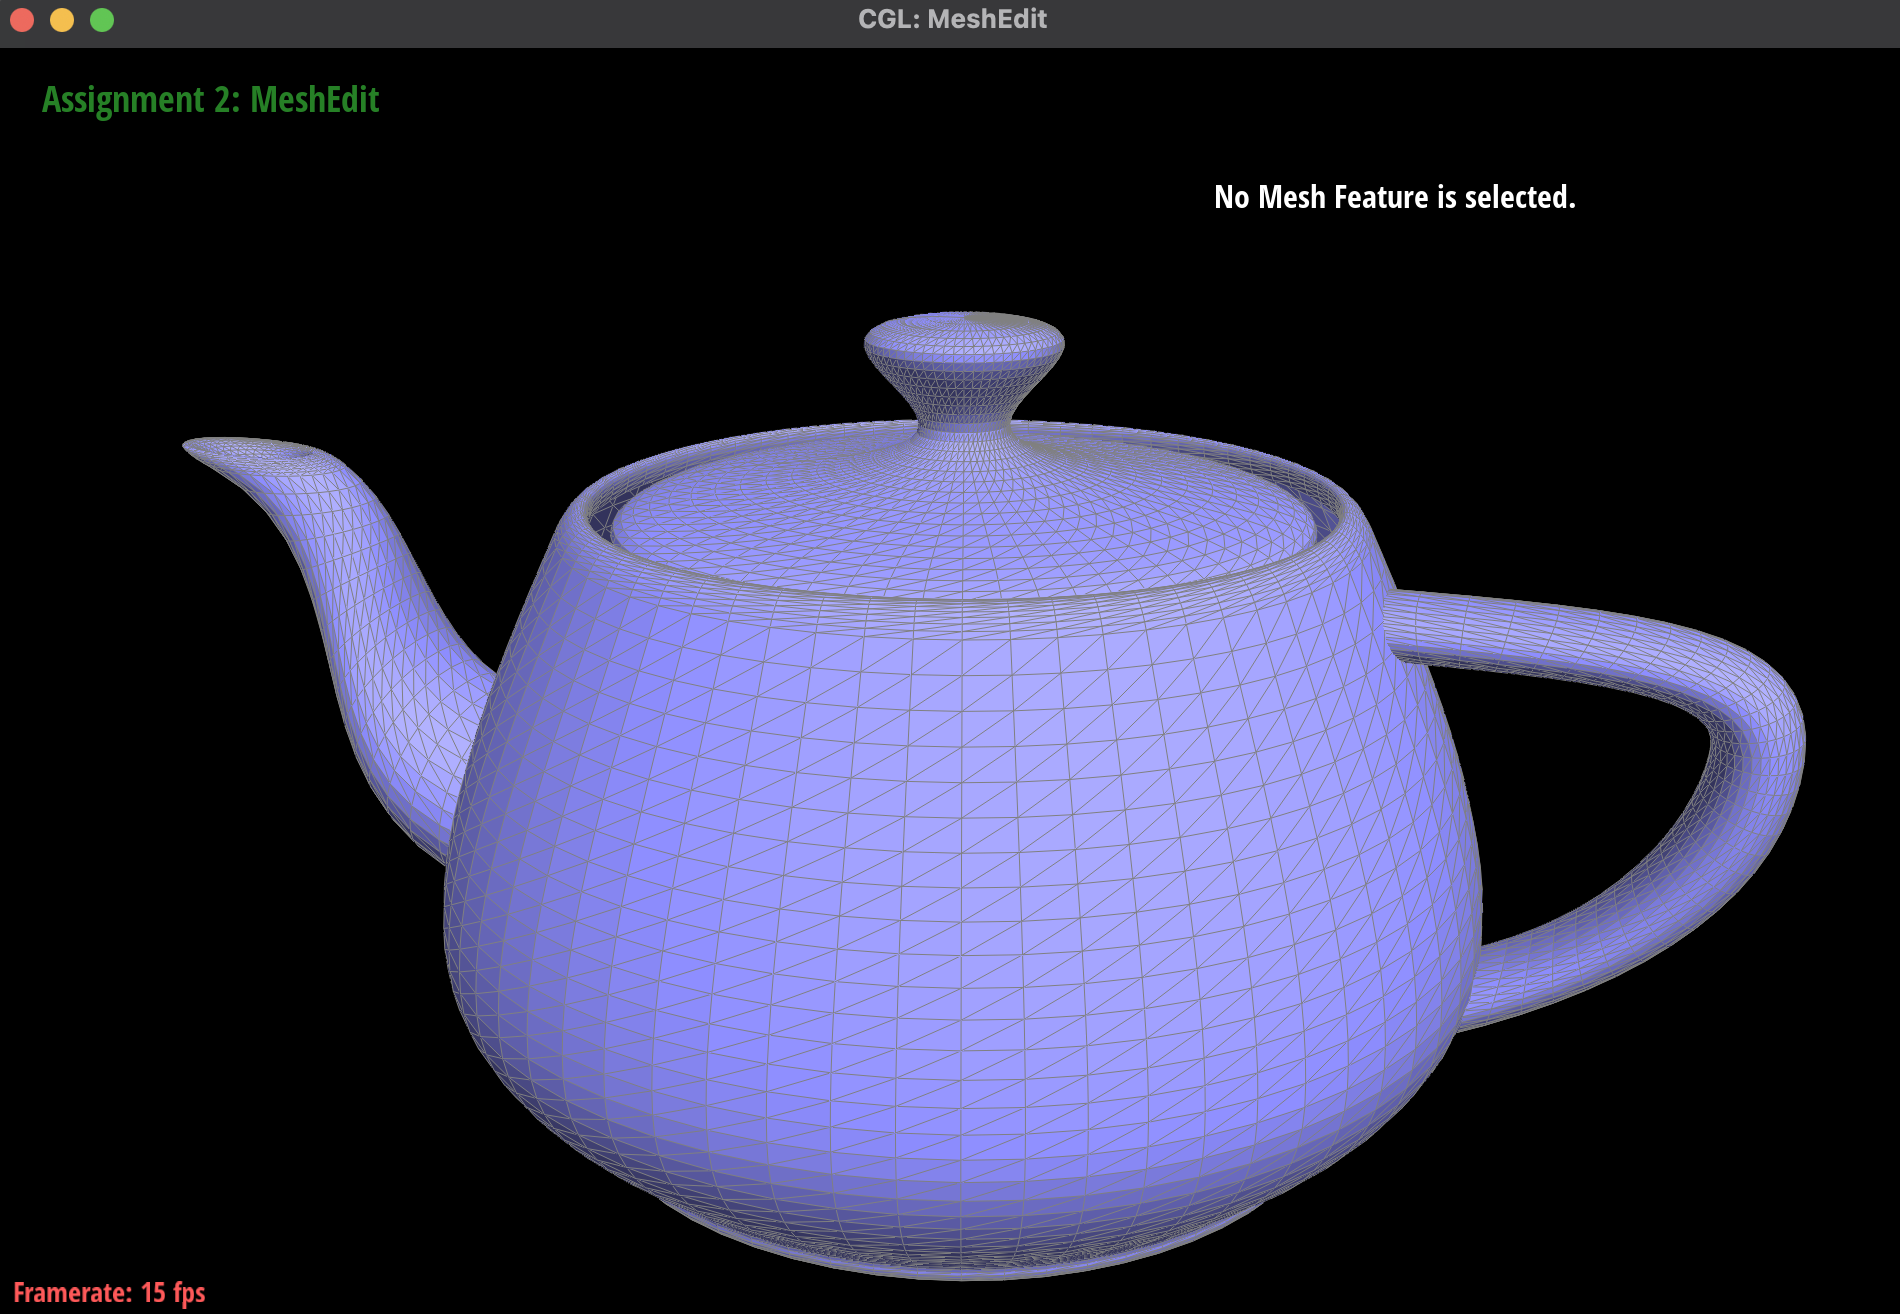 CGL: MeshEdit
Assignment 2: MeshEdit
No Mesh Feature is selected.
Framerate: 15 fps